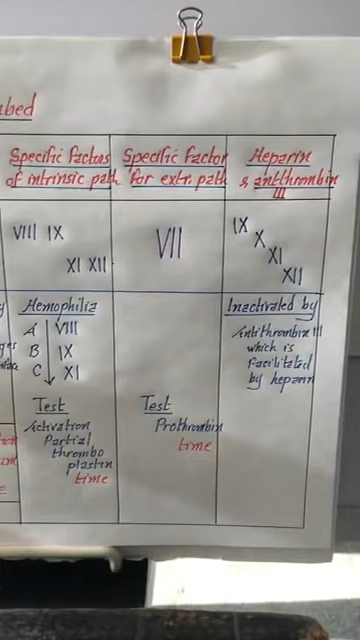 bed
Specific factors
of intrinsic path
VIII IX
XI XII
Hemophilia
A VIII
B IX
C XI
Test
Activation
Partial
thrombo
plastin
time
Specific Factor
for extr. path
VII
Test
Prothrombin
time
Heparin
& antithrombin
III
IX
X
XI
XII
Inactivated by
Antithrombin III
which is
facilitated
by heparin